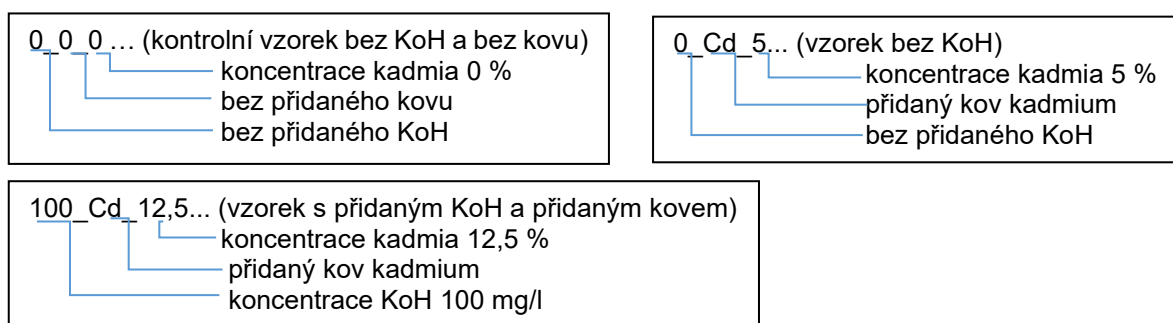 0_0_0… (kontrolní vzorek bez KoH a bez kovu)
koncentrace kadmia 0 %
bez přidaného kovu
bez přidaného KoH
0_Cd_5... (vzorek bez KoH)
koncentrace kadmia 5 %
přidaný kov kadmium
bez přidaného KoH
100_Cd_12,5... (vzorek s přidaným KoH a přidaným kovem)
koncentrace kadmia 12,5 %
přidaný kov kadmium
koncentrace KoH 100 mg/l